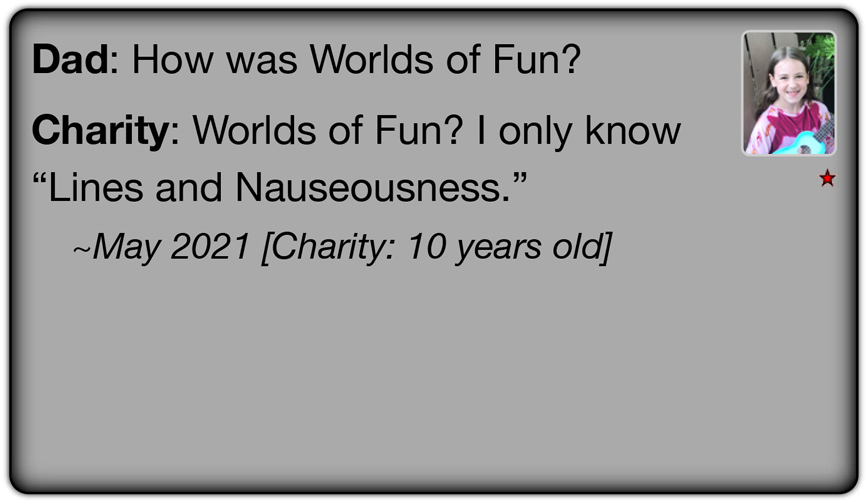 Dad: How was Worlds of Fun?
Charity: Worlds of Fun? I only know
“Lines and Nauseousness.”
~May 2021 [Charity: 10 years old]